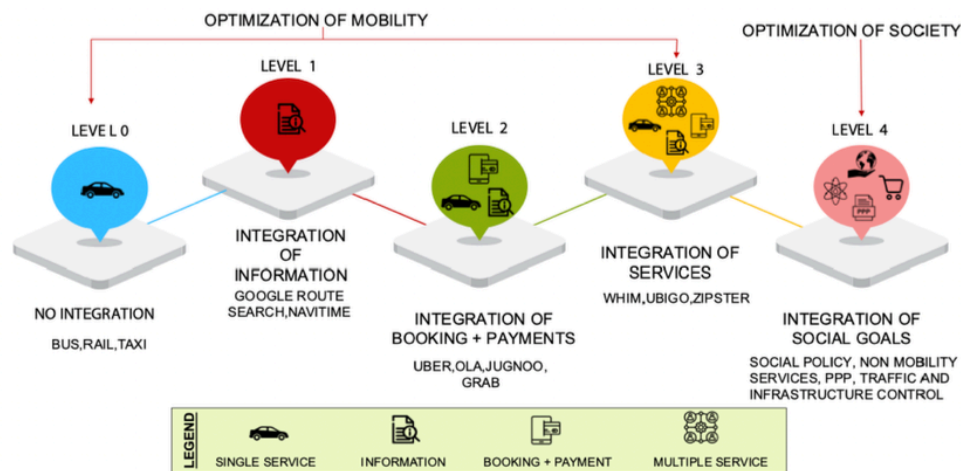 OPTIMIZATION OF MOBILITY
OPTIMIZATION OF SOCIETY
LEVEL 0
NO INTEGRATION
BUS,RAIL,TAXI
LEVEL 1
INTEGRATION
OF
INFORMATION
GOOGLE ROUTE
SEARCH,NAVITIME
LEVEL 2
INTEGRATION OF
BOOKING + PAYMENTS
UBER,OLA,JUGNOO,
GRAB
LEVEL 3
INTEGRATION OF
SERVICES
WHIM,UBIGO,ZIPSTER
LEVEL 4
PPP
INTEGRATION OF
SOCIAL GOALS
SOCIAL POLICY, NON MOBILITY
SERVICES, PPP, TRAFFIC AND
INFRASTRUCTURE CONTROL
LEGEND
SINGLE SERVICE
INFORMATION
BOOKING + PAYMENT
MULTIPLE SERVICE